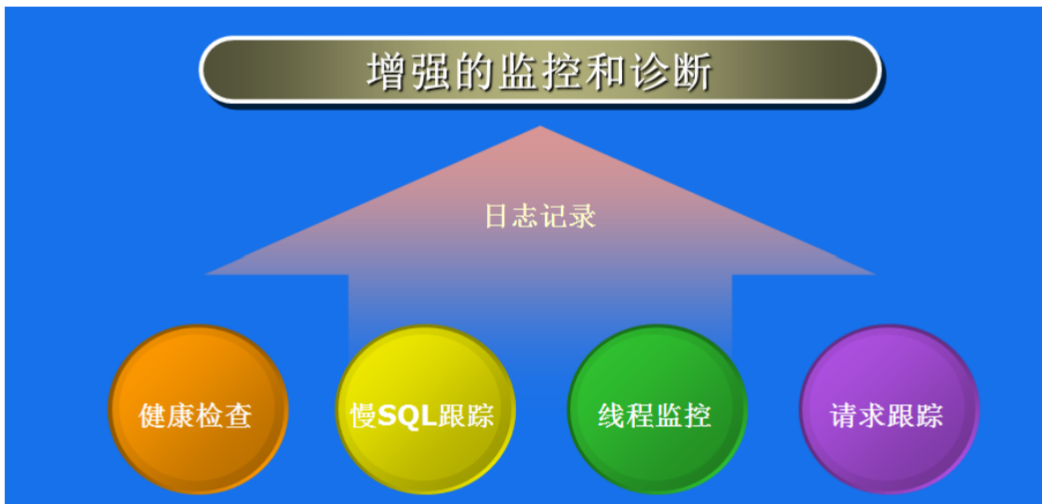 增强的监控和诊断
日志记录
健康检查
慢SQL跟踪
线程监控
请求跟踪